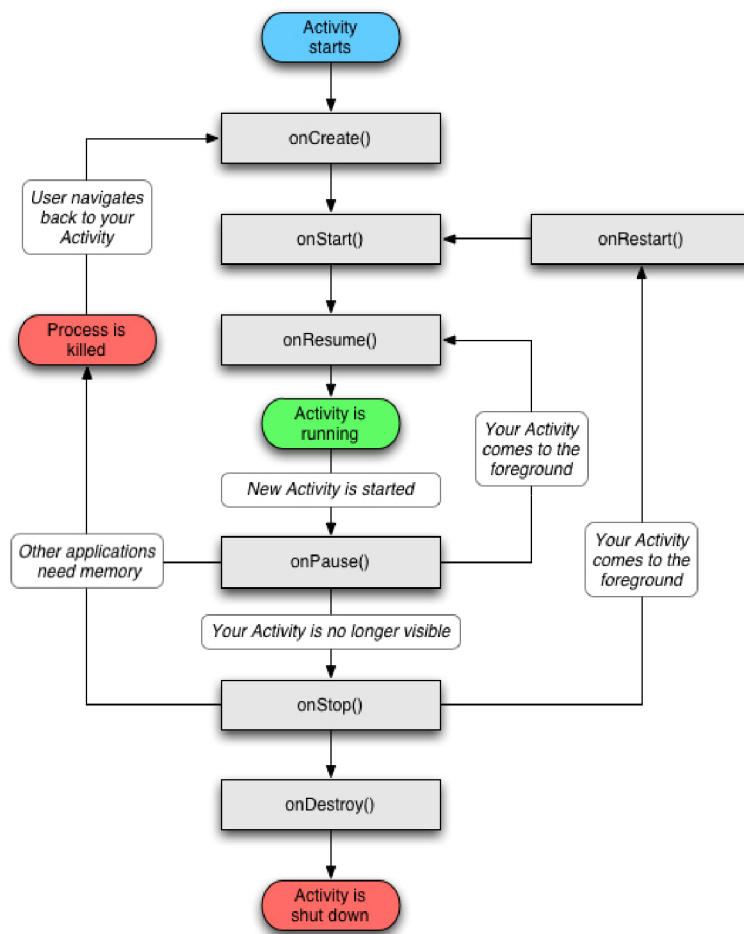 Activity
starts
onCreate()
User navigates
back to your
Activity
onStart()
onRestart()
Process is
killed
onResume()
Activity is
running
Your Activity
comes to the
foreground
New Activity is started
Other applications
need memory
onPause()
Your Activity
comes to the
foreground
Your Activity is no longer visible
onStop()
onDestroy()
Activity is
shut down